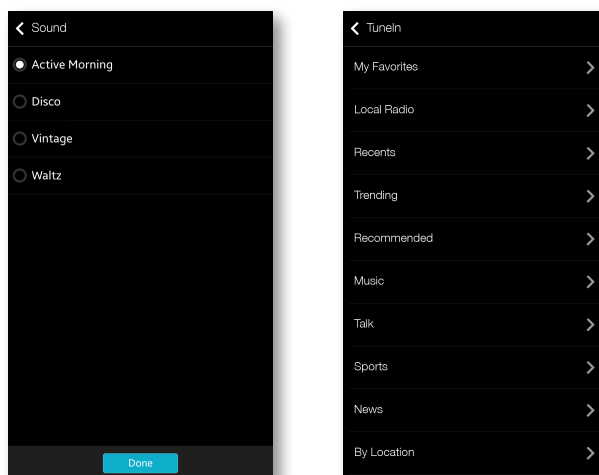 Sound
Active Morning
Disco
Vintage
Waltz
Done
TuneIn
My Favorites
Local Radio
Recents
Trending
Recommended
Music
Talk
Sports
News
By Location